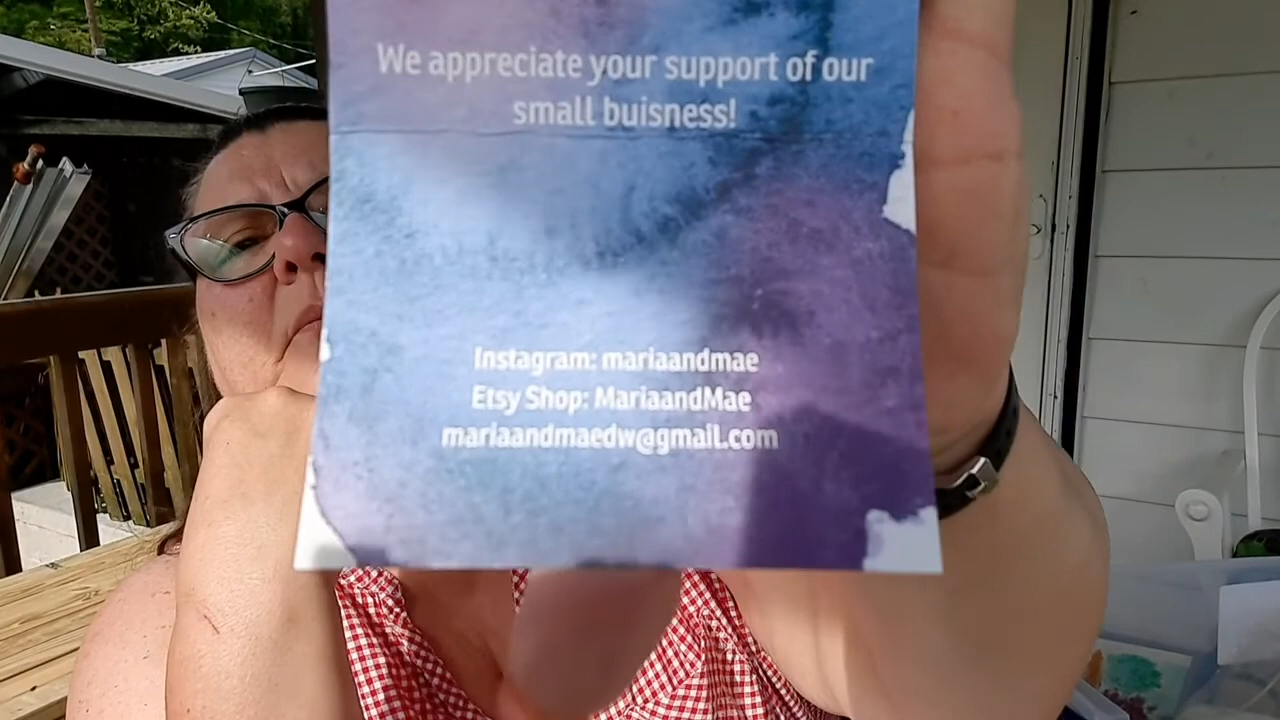 We appreciate your support of our
small buisness!
Instagram: mariaandmae
Etsy Shop: MariaandMae
mariaandmaedw@gmail.com